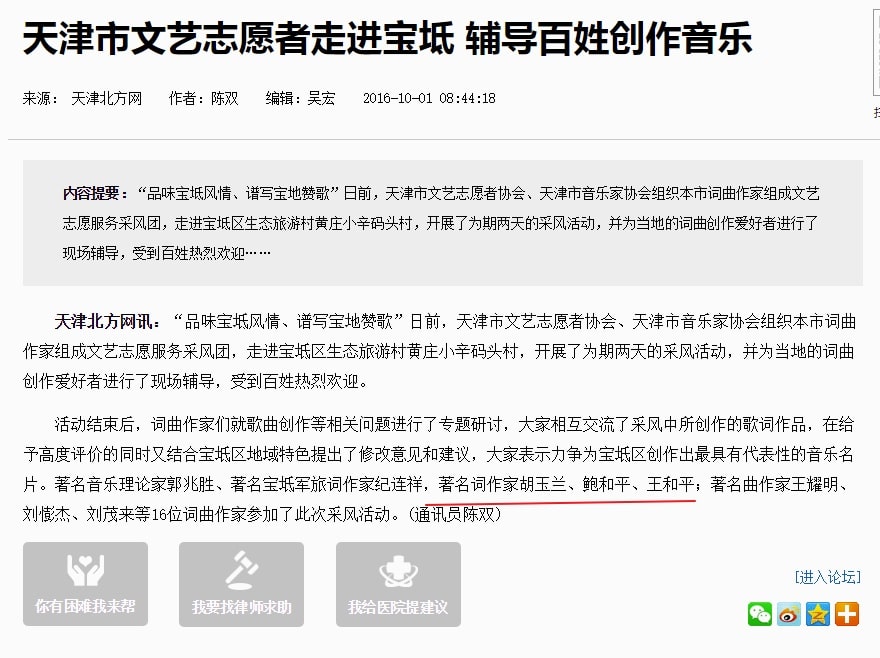 天津市文艺志愿者走进宝坻 辅导百姓创作音乐
来源： 天津北方网 作者：陈双 编辑：吴宏 2016-10-01 08:44:18
内容提要：“品味宝坻风情、谱写宝地赞歌”日前，天津市文艺志愿者协会、天津市音乐家协会组织本市词曲作家组成文艺
志愿服务采风团，走进宝坻区生态旅游村黄庄小辛码头村，开展了为期两天的采风活动，并为当地的词曲创作爱好者进行了
现场辅导，受到百姓热烈欢迎……
天津北方网讯：“品味宝坻风情、谱写宝地赞歌”日前，天津市文艺志愿者协会、天津市音乐家协会组织本市词曲
作家组成文艺志愿服务采风团，走进宝坻区生态旅游村黄庄小辛码头村，开展了为期两天的采风活动，并为当地的词曲
创作爱好者进行了现场辅导，受到百姓热烈欢迎。
活动结束后，词曲作家们就歌曲创作等相关问题进行了专题研讨，大家相互交流了采风中所创作的歌词作品，在给
予高度评价的同时又结合宝坻区地域特色提出了修改意见和建议，大家表示力争为宝坻区创作出最具有代表性的音乐名
片。著名音乐理论家郭兆胜、著名宝坻军旅词作家纪连祥，著名词作家胡玉兰、鲍和平、王和平；著名曲作家王耀明、
刘澎杰、刘茂来等16位词曲作家参加了此次采风活动。（通讯员陈双）
你有困难我来帮
我要找律师求助
我给医院提建议
[进入论坛]